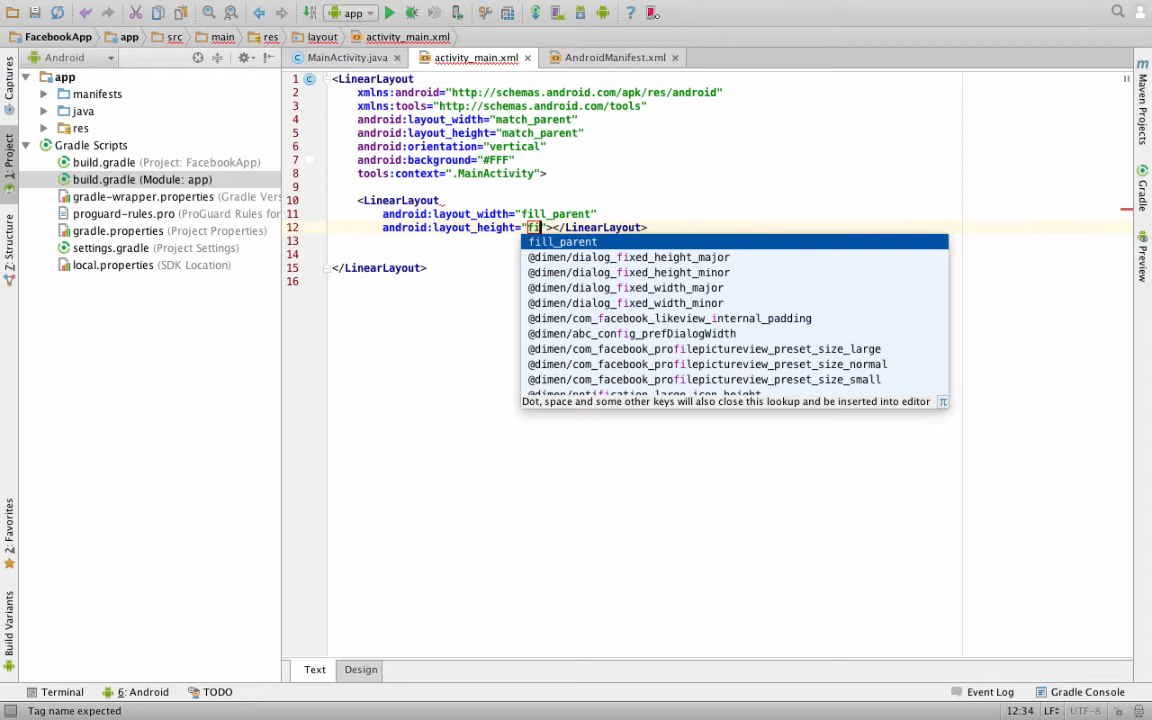 app
FacebookApp app src main res layout activity_main.xml
Android
MainActivity.java activity_main.xml AndroidManifest.xml
Captures
1: Project
Z: Structure
2: Favorites
Build Variants
app
manifests
java
res
Gradle Scripts
build.gradle (Project: FacebookApp)
build.gradle (Module: app)
gradle-wrapper.properties (Gradle Vers
proguard-rules.pro (ProGuard Rules for
gradle.properties (Project Properties)
settings.gradle (Project Settings)
local.properties (SDK Location)
1 <LinearLayout
2 xmlns:android="http://schemas.android.com/apk/res/android"
3 xmlns:tools="http://schemas.android.com/tools"
4 android:layout_width="match_parent"
5 android:layout_height="match_parent"
6 android:orientation="vertical"
7 android:background="#FFF"
8 tools:context=".MainActivity">
9
10 <LinearLayout
11 android:layout_width="fill_parent"
12 android:layout_height="fi"></LinearLayout>
13
14
15 </LinearLayout>
16
fill_parent
@dimen/dialog_fixed_height_major
@dimen/dialog_fixed_height_minor
@dimen/dialog_fixed_width_major
@dimen/dialog_fixed_width_minor
@dimen/com_facebook_likeview_internal_padding
@dimen/abc_config_prefDialogWidth
@dimen/com_facebook_profilepictureview_preset_size_large
@dimen/com_facebook_profilepictureview_preset_size_normal
@dimen/com_facebook_profilepictureview_preset_size_small
@dimen/notification_large_icon_height
Dot, space and some other keys will also close this lookup and be inserted into editor π
Maven Projects
Gradle
Preview
Text Design
Terminal 6: Android TODO Event Log Gradle Console
Tag name expected 12:34 LF UTF-8